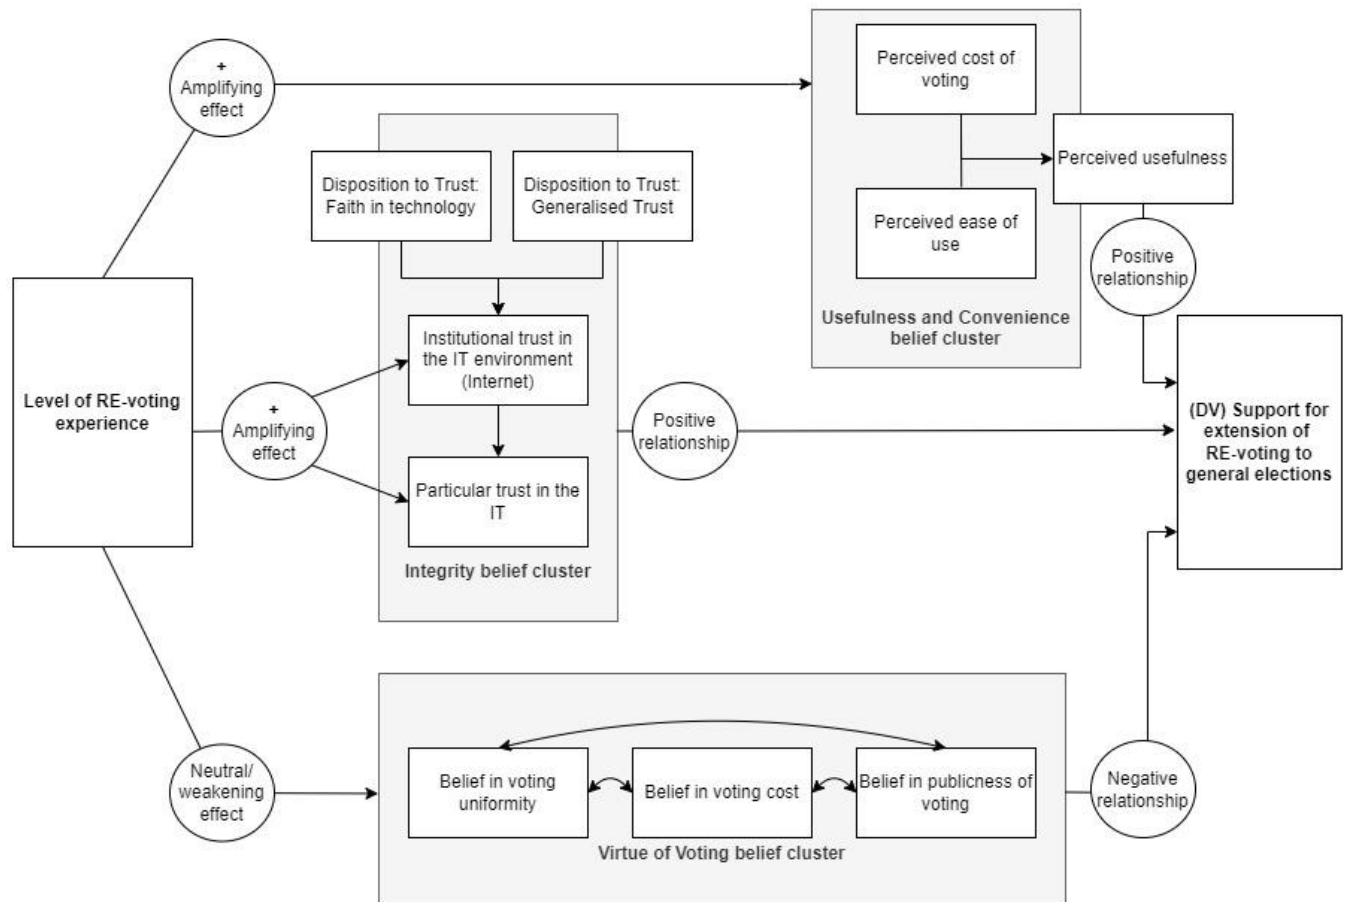 +
Amplifying
effect
Perceived cost of
voting
Perceived usefulness
Perceived ease of
use
Usefulness and Convenience
belief cluster
Positive
relationship
Disposition to Trust:
Faith in technology
Disposition to Trust:
Generalised Trust
Institutional trust in
the IT environment
(Internet)
Particular trust in the
IT
Integrity belief cluster
Level of RE-voting
experience
+
Amplifying
effect
Positive
relationship
(DV) Support for
extension of
RE-voting to
general elections
Neutral/
weakening
effect
Belief in voting
uniformity
Belief in voting cost
Belief in publicness of
voting
Virtue of Voting belief cluster
Negative
relationship